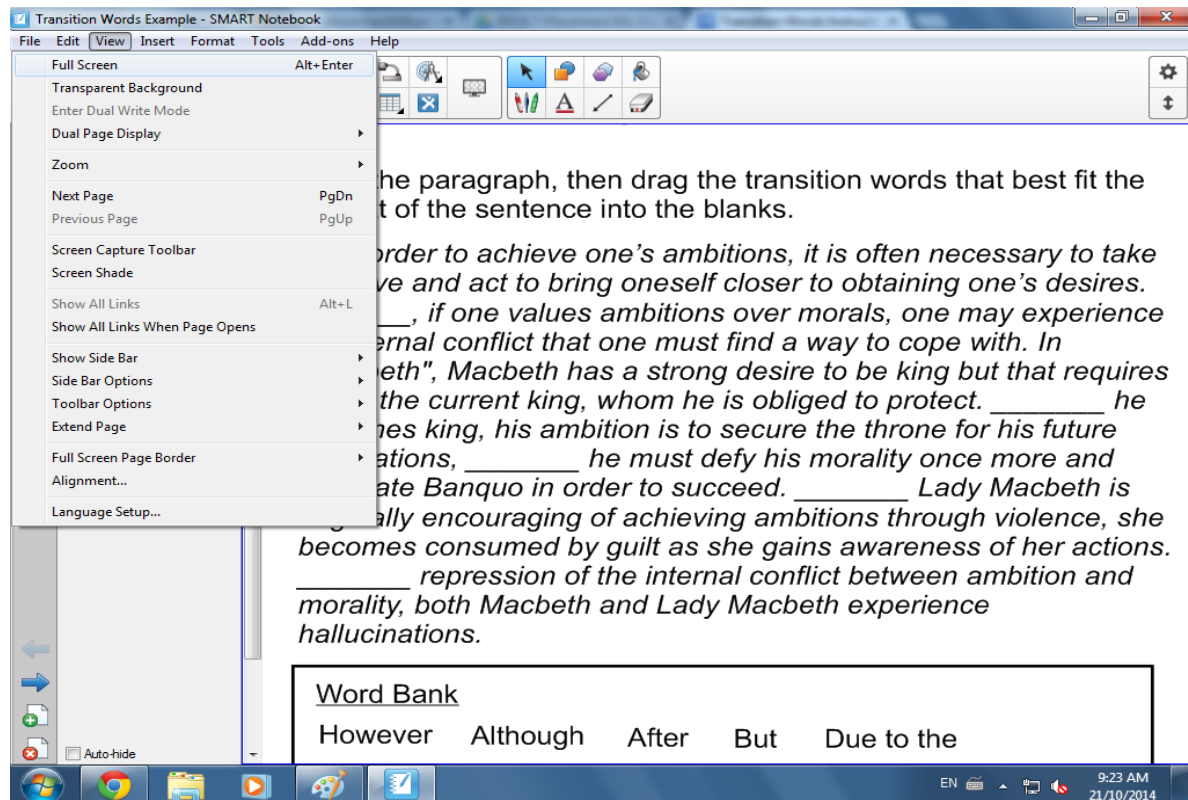 Transition Words Example - SMART Notebook
File Edit View Insert Format Tools Add-ons Help
Full Screen Alt+Enter
Transparent Background
Enter Dual Write Mode
Dual Page Display
Zoom
Next Page PgDn
Previous Page PgUp
Screen Capture Toolbar
Screen Shade
Show All Links Alt+L
Show All Links When Page Opens
Show Side Bar
Side Bar Options
Toolbar Options
Extend Page
Full Screen Page Border
Alignment...
Language Setup...
the paragraph, then drag the transition words that best fit the
of the sentence into the blanks.
order to achieve one's ambitions, it is often necessary to take
and act to bring oneself closer to obtaining one's desires.
__, if one values ambitions over morals, one may experience
conflict that one must find a way to cope with. In
eth", Macbeth has a strong desire to be king but that requires
the current king, whom he is obliged to protect. _______ he
king, his ambition is to secure the throne for his future
ations, _______ he must defy his morality once more and
ate Banquo in order to succeed. _______ Lady Macbeth is
ally encouraging of achieving ambitions through violence, she
becomes consumed by guilt as she gains awareness of her actions.
_______ repression of the internal conflict between ambition and
morality, both Macbeth and Lady Macbeth experience
hallucinations.
Word Bank
However Although After But Due to the
Auto-hide
EN 9:23 AM
21/10/2014